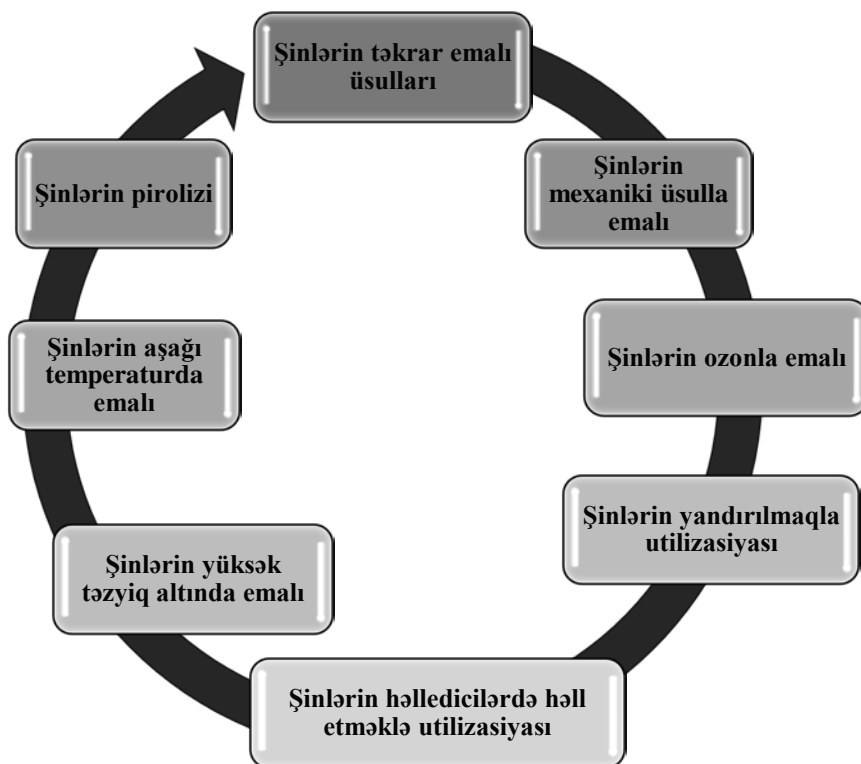 Şinlərin təkrar emalı
üsulları
Şinlərin
mexaniki üsulla
emalı
Şinlərin ozonla emalı
Şinlərin yandırılmaqla
utilizasiyası
Şinlərin həlledicilərdə həll
etməklə utilizasiyası
Şinlərin yüksək
təzyiq altında emalı
Şinlərin aşağı
temperaturda
emalı
Şinlərin pirolizi